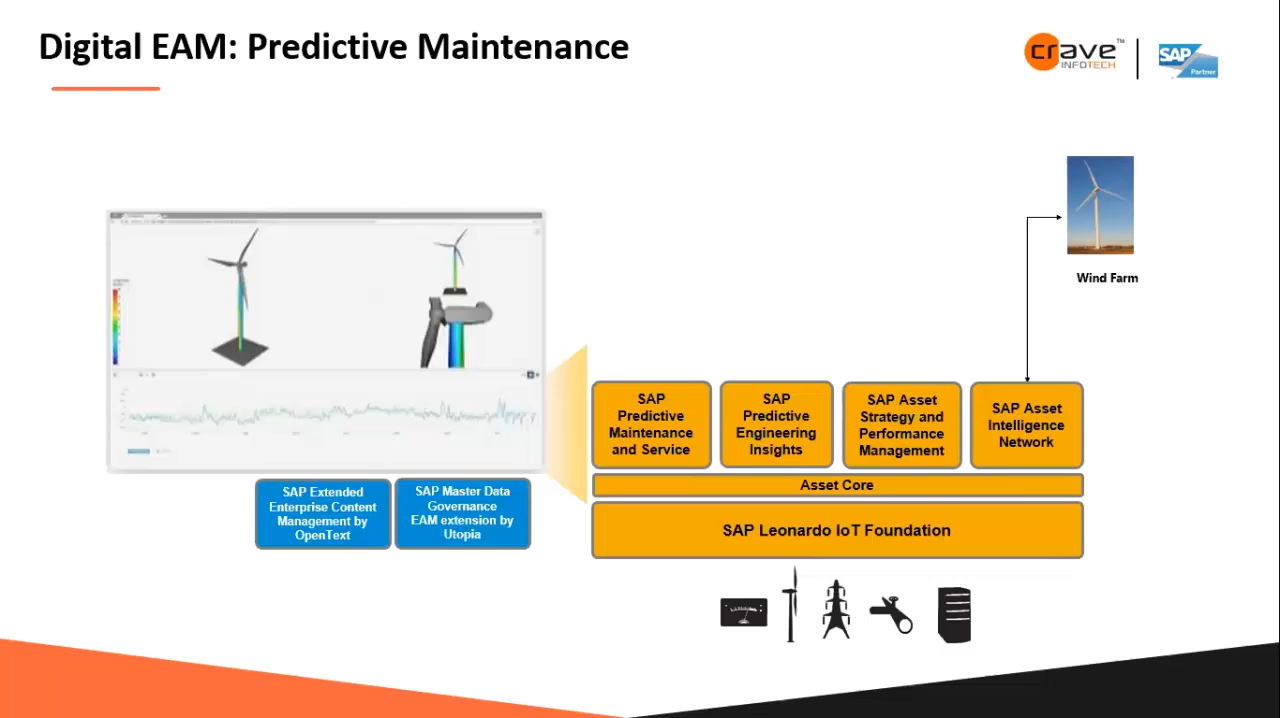 Digital EAM: Predictive Maintenance
crave™
INFOTECH
SAP
Partner
Wind Farm
SAP
Predictive
Maintenance
and Service
SAP
Predictive
Engineering
Insights
SAP Asset
Strategy and
Performance
Management
SAP Asset
Intelligence
Network
Asset Core
SAP Leonardo IoT Foundation
SAP Extended
Enterprise Content
Management by
OpenText
SAP Master Data
Governance
EAM extension by
Utopia